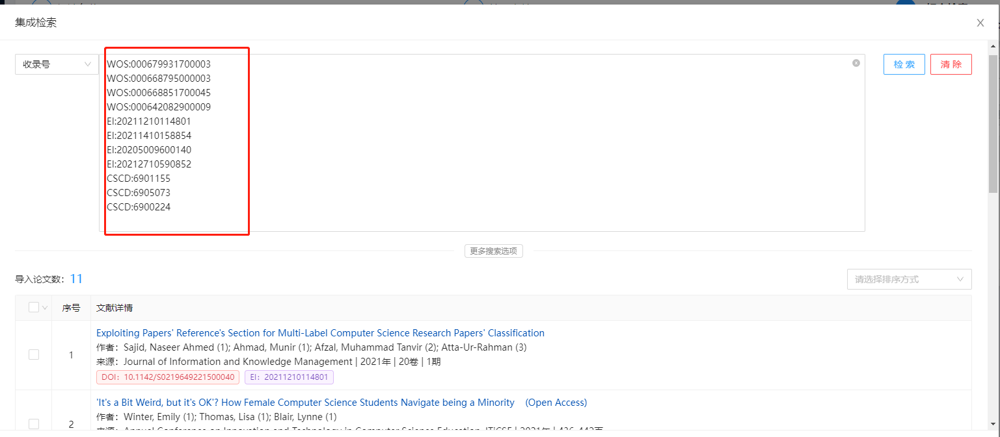 集成检索
收录号
WOS:000679931700003
WOS:000668795000003
WOS:000668851700045
WOS:000642082900009
EI:20211210114801
EI:20211410158854
EI:20205009600140
EI:20212710590852
CSCD:6901155
CSCD:6905073
CSCD:6900224
检 索
清 除
更多搜索选项
导入论文数：11
请选择排序方式
序号 文献详情
1
Exploiting Papers' Reference's Section for Multi-Label Computer Science Research Papers' Classification
作者：Sajid, Naseer Ahmed (1); Ahmad, Munir (1); Afzal, Muhammad Tanvir (2); Atta-Ur-Rahman (3)
来源：Journal of Information and Knowledge Management | 2021年 | 20卷 | 1期
DOI：10.1142/S0219649221500040 EI：20211210114801
2
'It's a Bit Weird, but it's OK'? How Female Computer Science Students Navigate being a Minority (Open Access)
作者：Winter, Emily (1); Thomas, Lisa (1); Blair, Lynne (1)
来源：Annual Conference on Innovation and Technology in Computer Science Education, ITiCSE | 2021年 | 436-442页